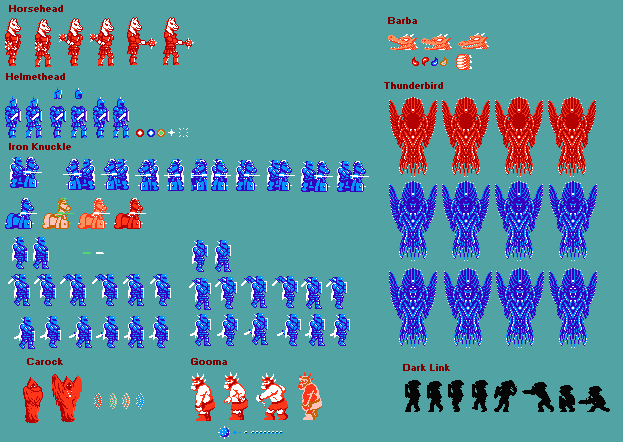 Horsehead
Barba
Helmethead
Thunderbird
Iron Knuckle
Carock
Gooma
Dark Link